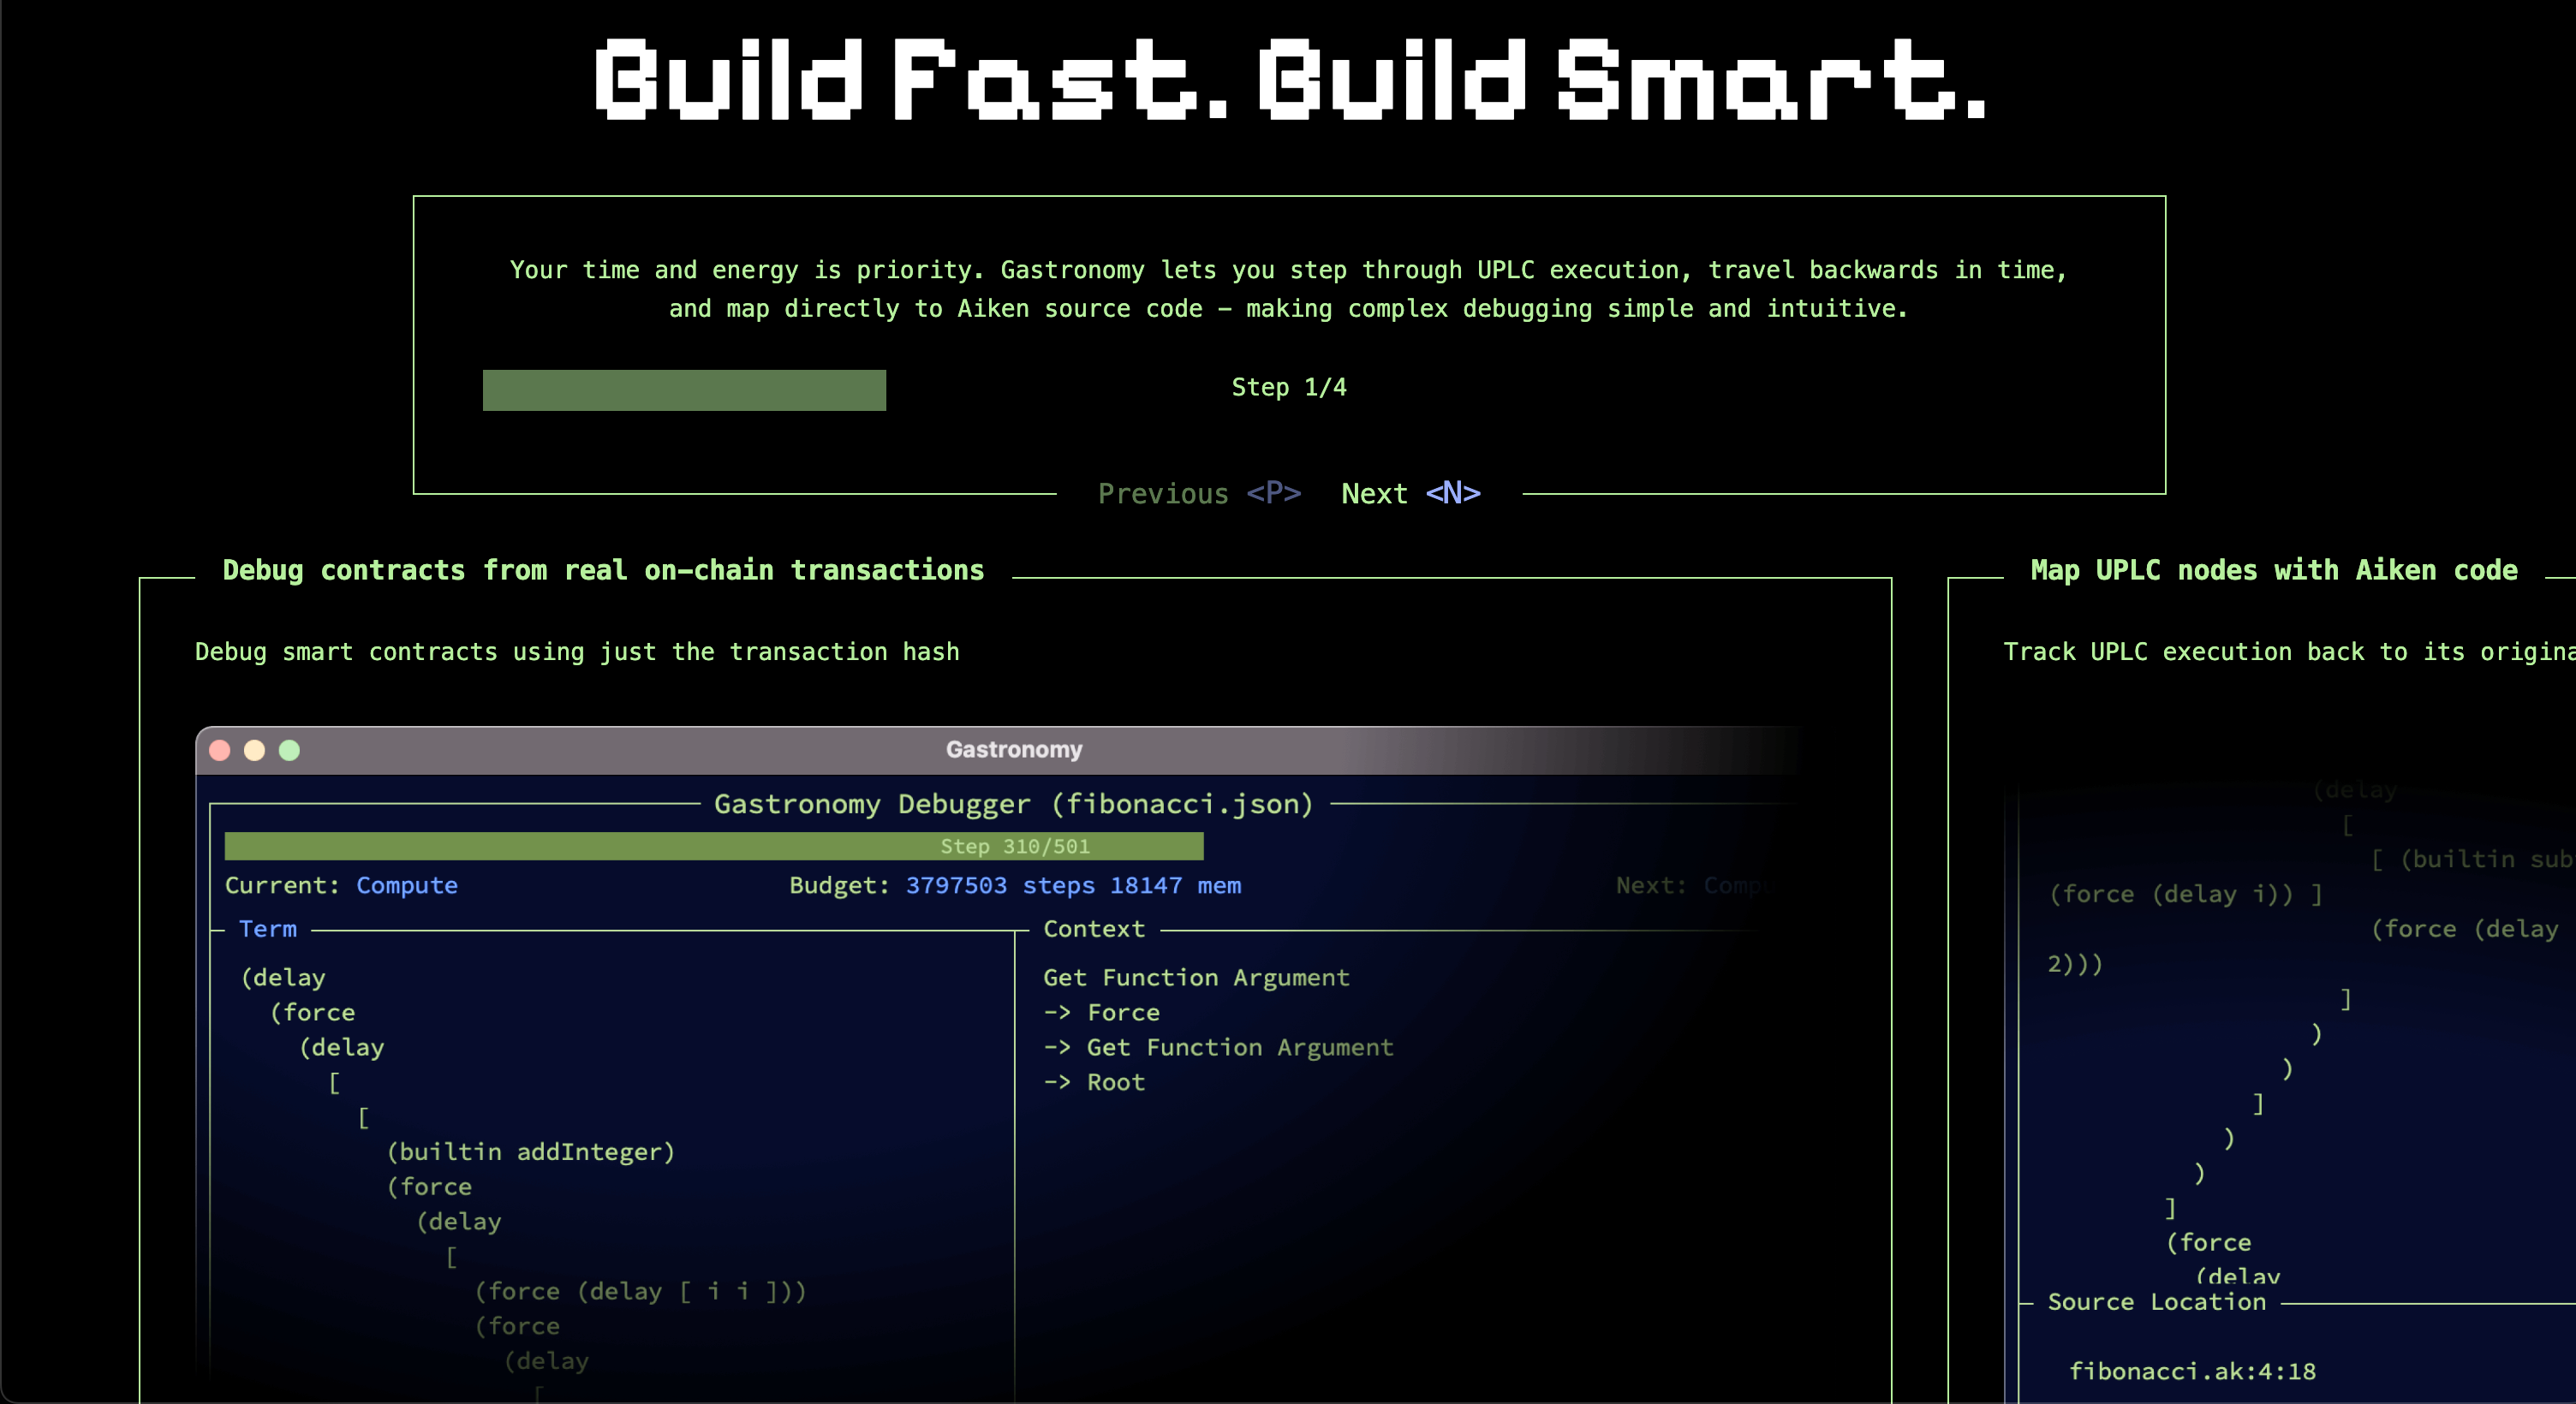 Build Fast. Build Smart.
Your time and energy is priority. Gastronomy lets you step through UPLC execution, travel backwards in time,
and map directly to Aiken source code – making complex debugging simple and intuitive.
Step 1/4
Previous <P> Next <N>
Debug contracts from real on-chain transactions
Debug smart contracts using just the transaction hash
Gastronomy
Gastronomy Debugger (fibonacci.json)
Step 310/501
Current: Compute Budget: 3797503 steps 18147 mem Next:
Term
(delay
(force
(delay
[
[
(builtin addInteger)
(force
(delay
[
(force (delay [ i i ]))
(force
(delay
[
Context
Get Function Argument
-> Force
-> Get Function Argument
-> Root
Map UPLC nodes with Aiken code
Track UPLC execution back to its
(delay
[
[ (builtin
(force (delay i)) ]
(force (delay
2)))
]
)
)
]
)
)
]
(force
(delay
Source Location
fibonacci.ak:4:18